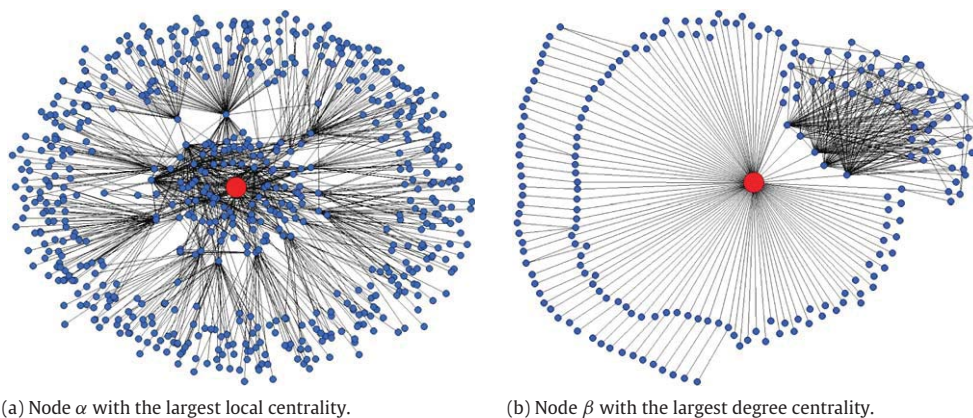 (a) Node α with the largest local centrality.
(b) Node β with the largest degree centrality.